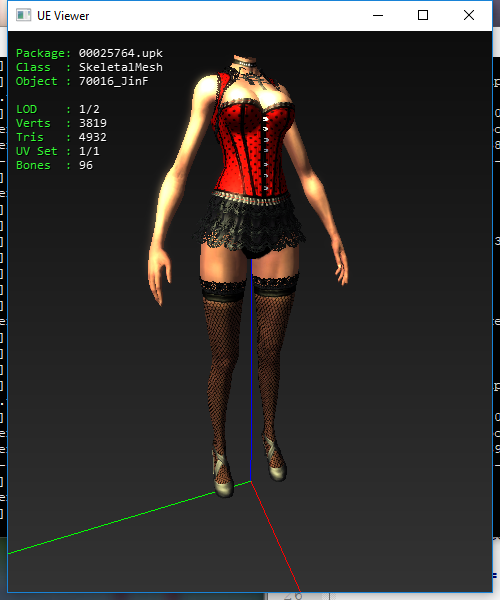 UE Viewer
Package: 00025764.upk
Class  : SkeletalMesh
Object : 70016_JinF
LOD    : 1/2
Verts  : 3819
Tris   : 4932
UV Set : 1/1
Bones  : 96